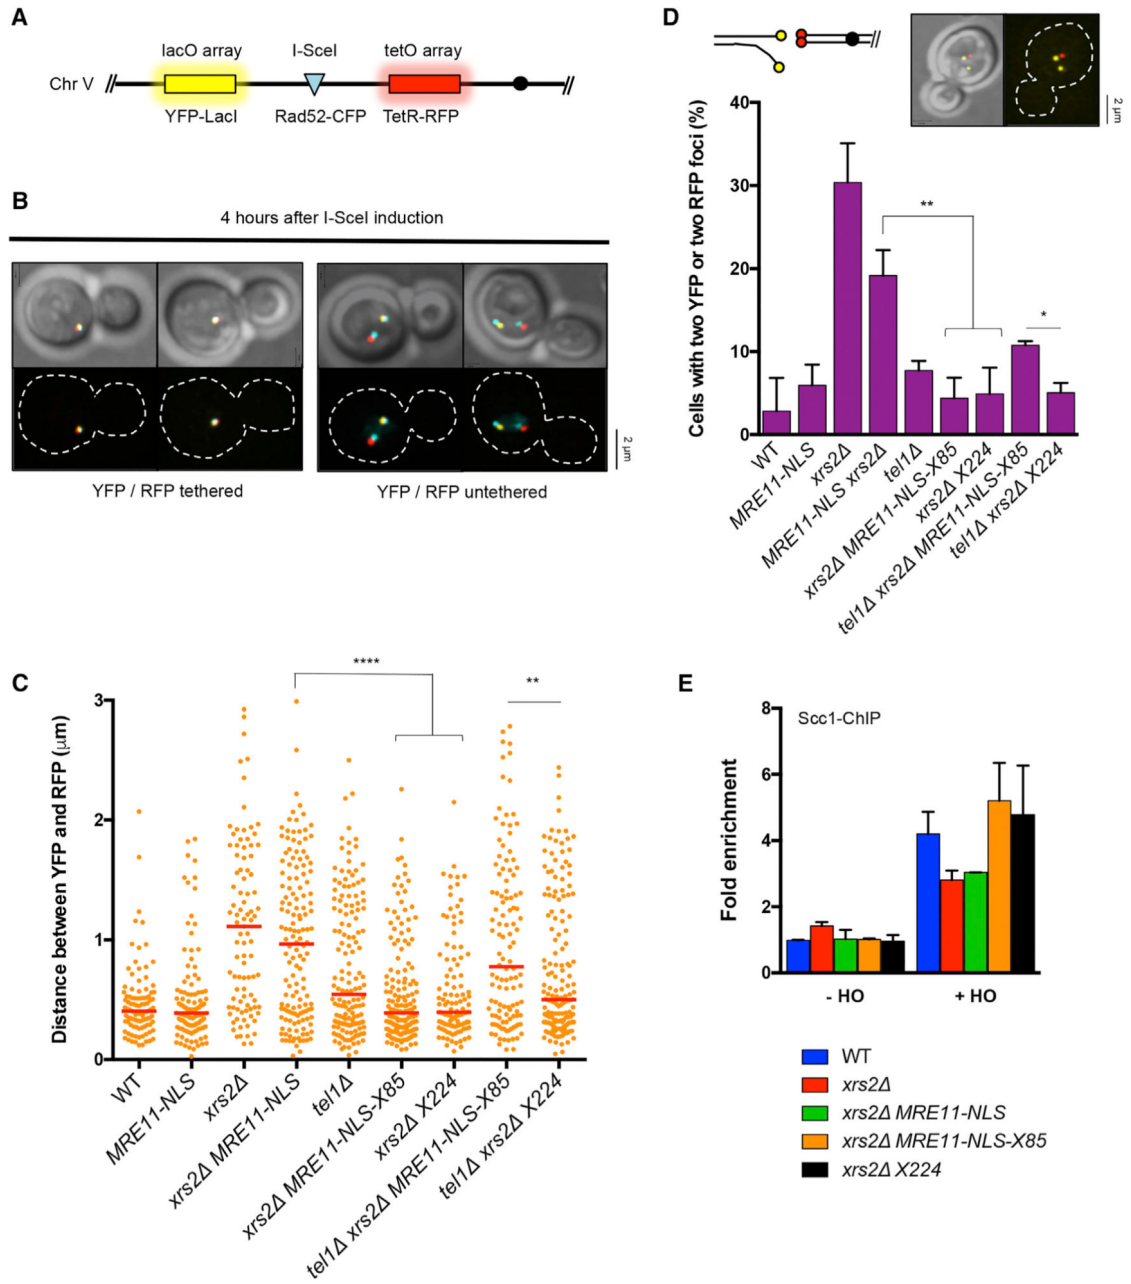 A
lacO array I-SceI tetO array
Chr V
YFP-LacI Rad52-CFP TetR-RFP
B
4 hours after I-SceI induction
2 μm
YFP / RFP tethered YFP / RFP untethered
C
****
**
Distance between YFP and RFP (μm)
3
2
1
0
WT
MRE11-NLS
xrs2Δ
xrs2Δ MRE11-NLS
tel1Δ
xrs2Δ MRE11-NLS-X85
xrs2Δ X224
tel1Δ xrs2Δ MRE11-NLS-X85
tel1Δ xrs2Δ X224
D
2 μm
Cells with two YFP or two RFP foci (%)
40
30
20
10
0
**
*
WT
MRE11-NLS
xrs2Δ
MRE11-NLS xrs2Δ
tel1Δ
xrs2Δ MRE11-NLS-X85
xrs2Δ X224
tel1Δ xrs2Δ MRE11-NLS-X85
tel1Δ xrs2Δ X224
E
Scc1-ChIP
Fold enrichment
8
6
4
2
0
- HO + HO
WT
xrs2Δ
xrs2Δ MRE11-NLS
xrs2Δ MRE11-NLS-X85
xrs2Δ X224